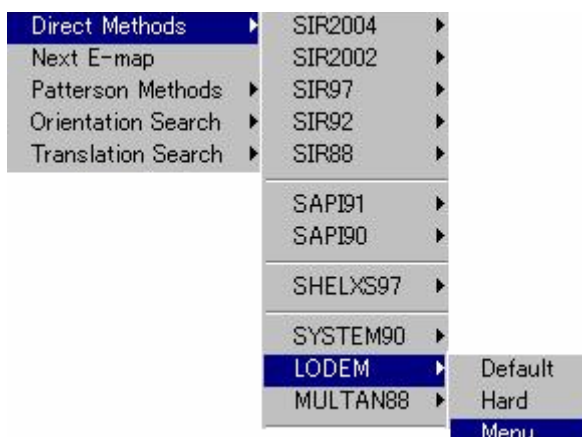 Direct Methods
Next E-map
Patterson Methods
Orientation Search
Translation Search
SIR2004
SIR2002
SIR97
SIR92
SIR88
SAPI91
SAPI90
SHELXS97
SYSTEM90
LODEM
MULTAN88
Default
Hard
Menu